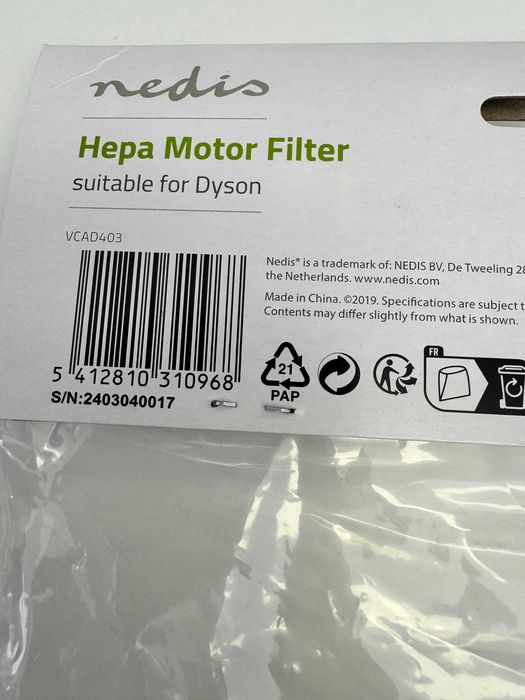 nedis
Hepa Motor Filter
suitable for Dyson
VCAD403
Nedis® is a trademark of: NEDIS BV, De Tweeling 28
the Netherlands. www.nedis.com
Made in China. ©2019. Specifications are subject t
Contents may differ slightly from what is shown.
5 412810 310968
S/N:2403040017
21
PAP
FR